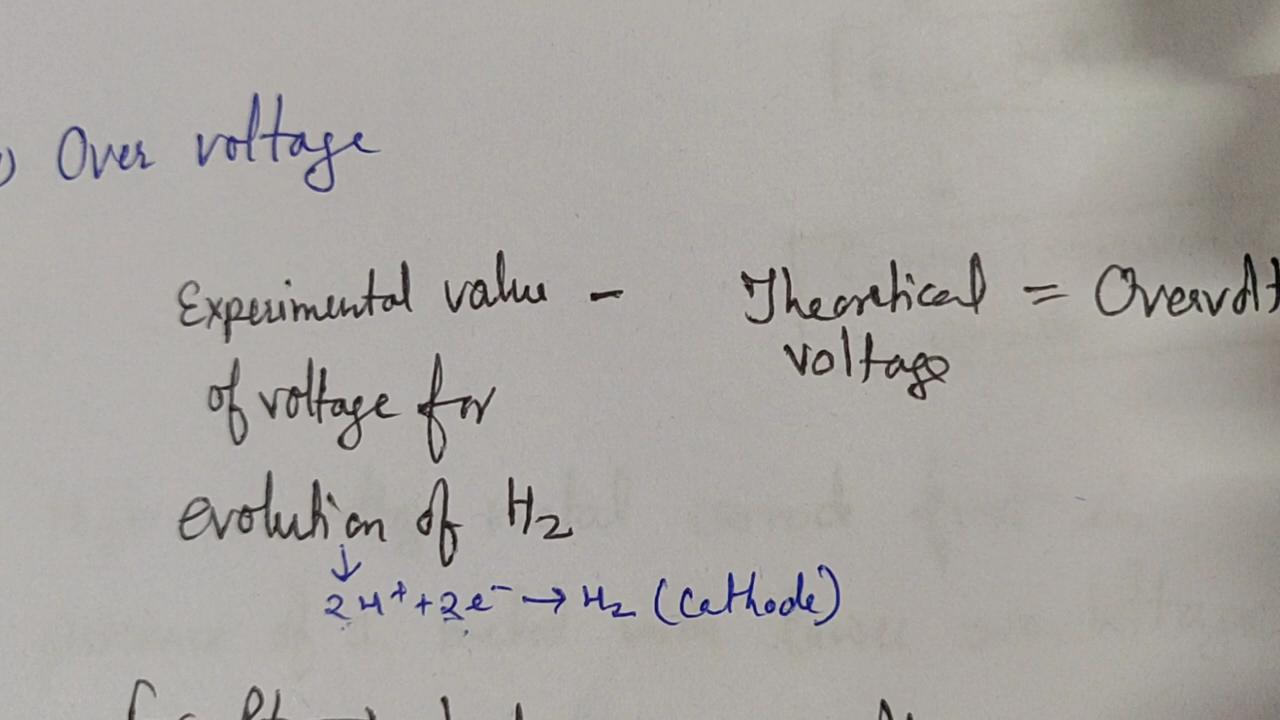 ) Over voltage
Experimental value - Theoretical = Overvolt
of voltage for voltage
evolution of H₂
↓
2H⁺ + 2e⁻ → H₂ (Cathode)